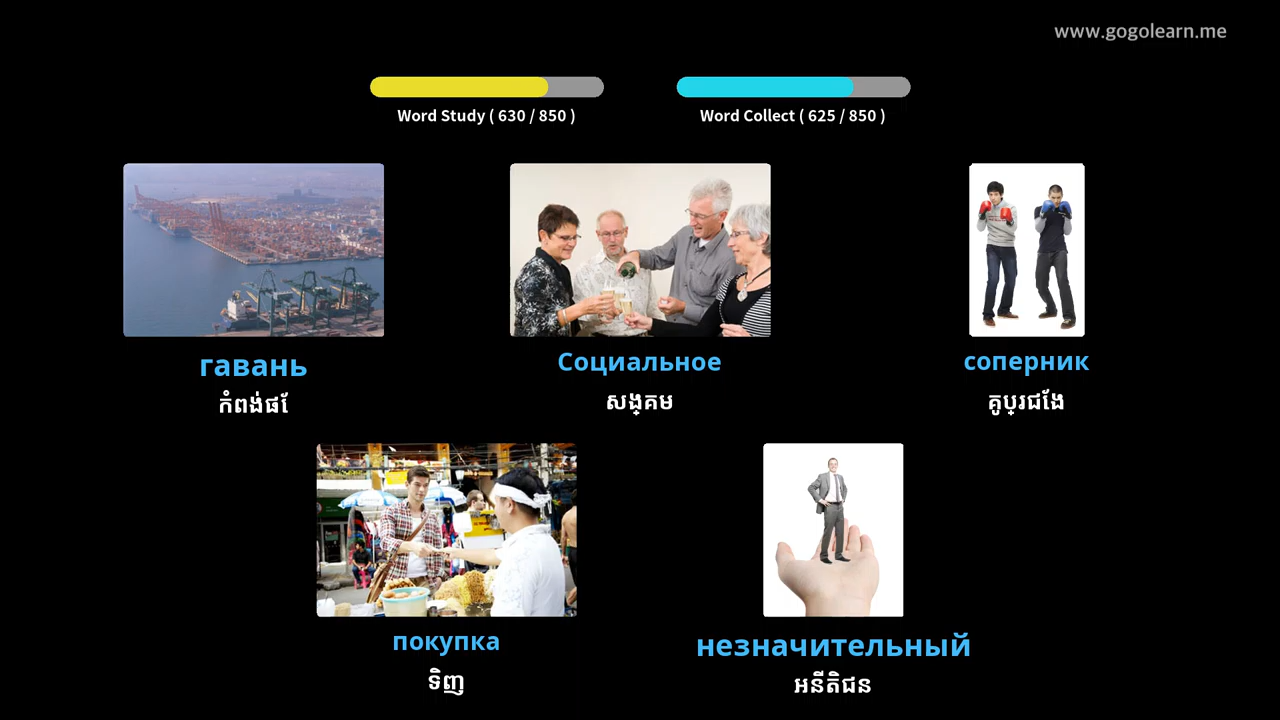 www.gogolearn.me
Word Study ( 630 / 850 )
Word Collect ( 625 / 850 )
гавань
កំពង់ផែ
Социальное
សង្គម
соперник
គូប្រជែង
покупка
ទិញ
незначительный
អនីតិជន